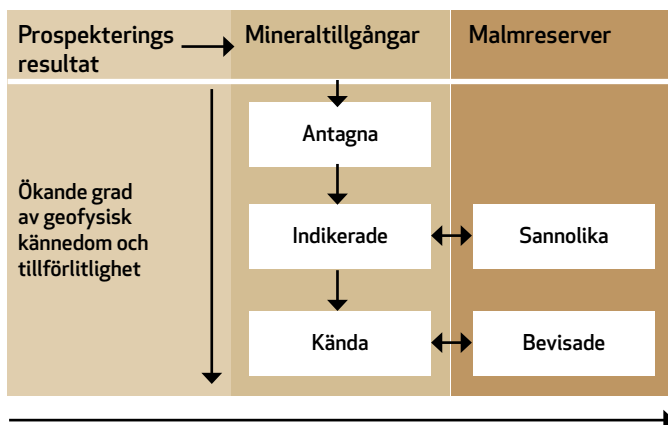 Prospekterings
resultat
Mineraltillgångar
Malmreserver
Antagna
Ökande grad
av geofysisk
kännedom och
tillförlitlighet
Indikerade
Sannolika
Kända
Bevisade